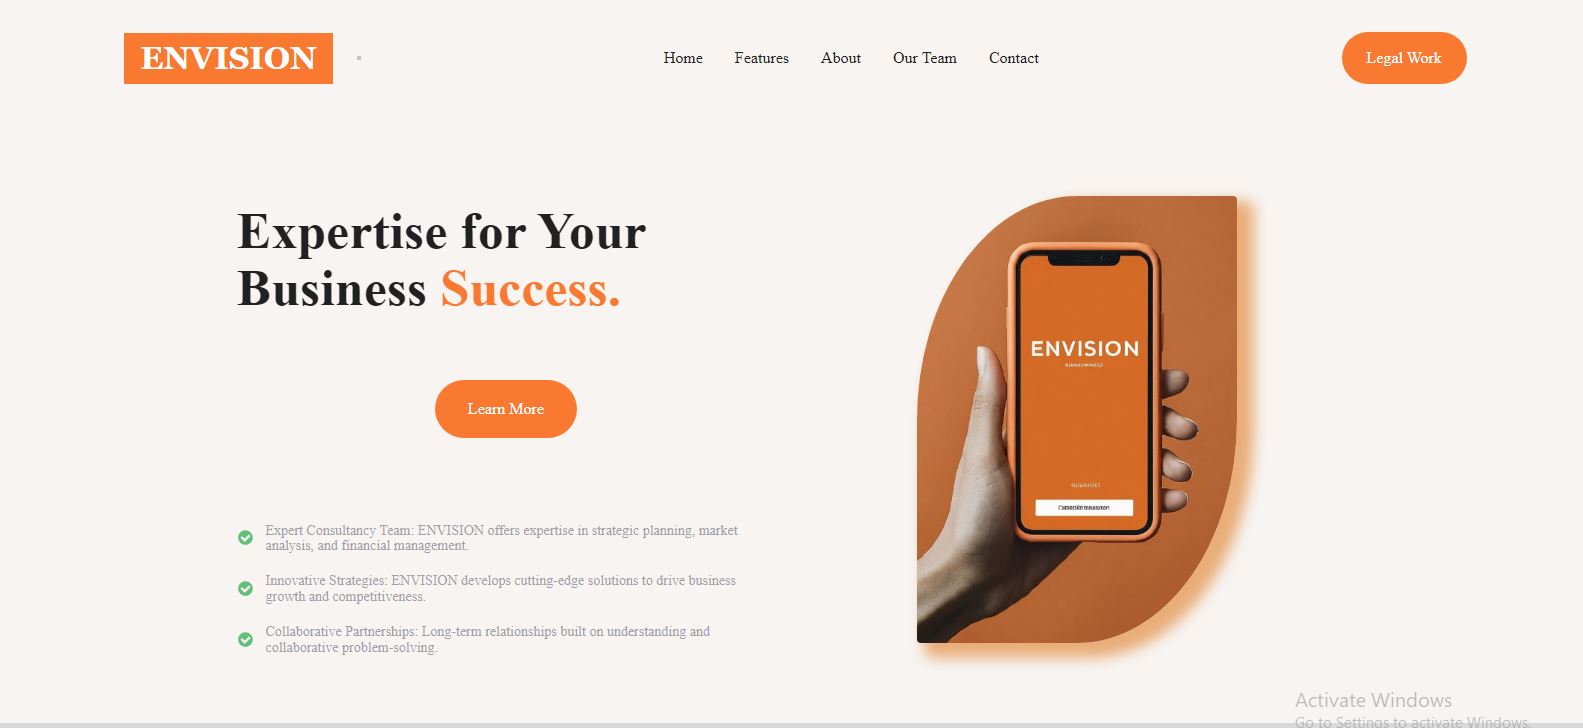 ENVISION
Home Features About Our Team Contact
Legal Work
Expertise for Your
Business Success.
Learn More
Expert Consultancy Team: ENVISION offers expertise in strategic planning, market
analysis, and financial management.
Innovative Strategies: ENVISION develops cutting-edge solutions to drive business
growth and competitiveness.
Collaborative Partnerships: Long-term relationships built on understanding and
collaborative problem-solving.
ENVISION
Activate Windows
Go to Settings to activate Windows.